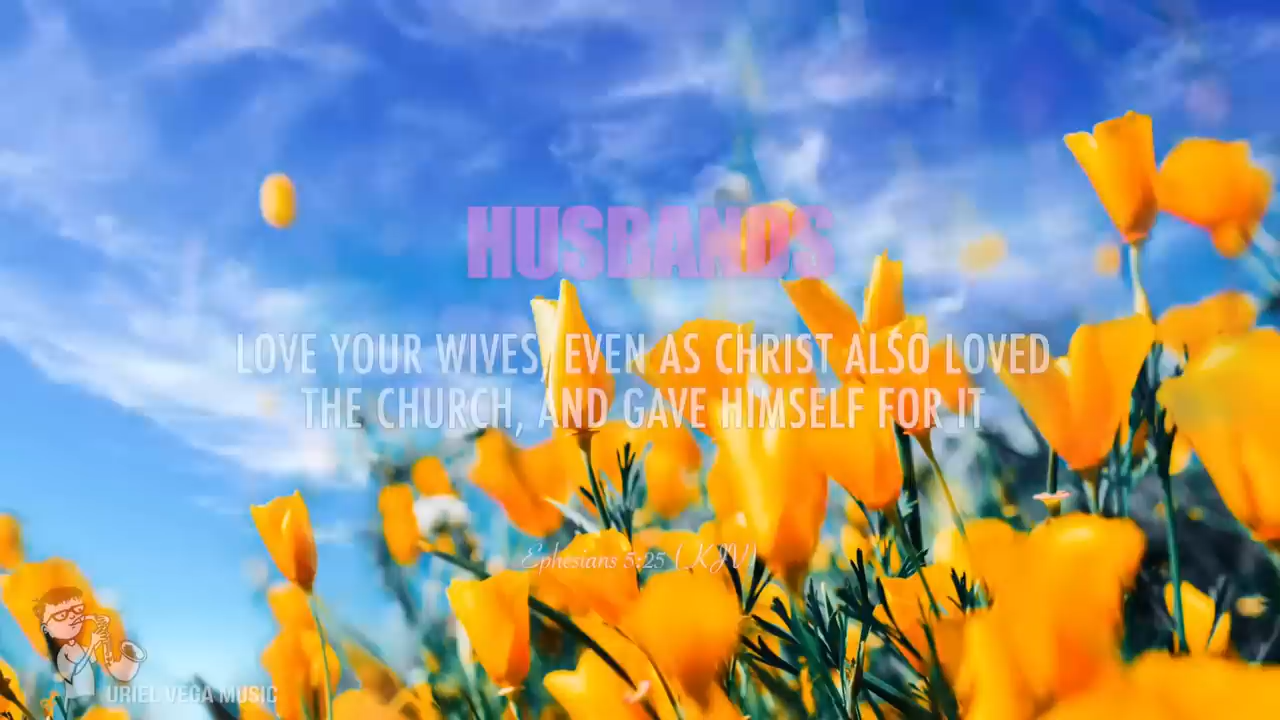 HUSBANDS
LOVE YOUR WIVES, EVEN AS CHRIST ALSO LOVED
THE CHURCH, AND GAVE HIMSELF FOR IT
Ephesians 5:25 (KJV)
URIEL VEGA MUSIC